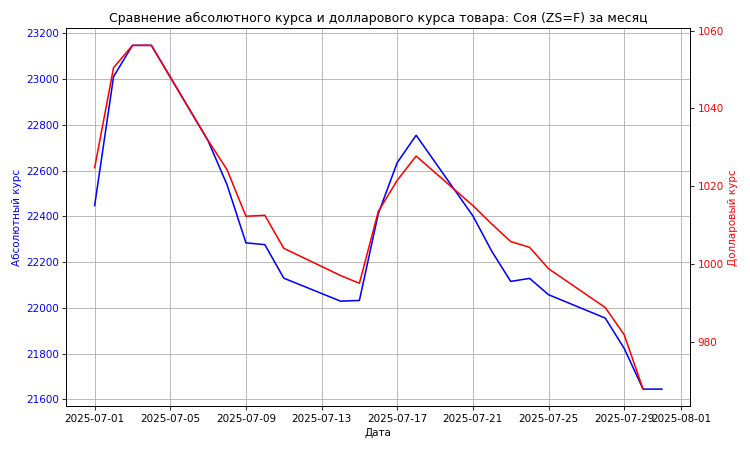 Сравнение абсолютного курса и долларового курса товара: Соя (ZS=F) за месяц
23200
23000
22800
22600
22400
22200
22000
21800
21600
Абсолютный курс
1060
1040
1020
1000
980
Долларовый курс
2025-07-01 2025-07-05 2025-07-09 2025-07-13 2025-07-17 2025-07-21 2025-07-25 2025-07-29 2025-08-01
Дата